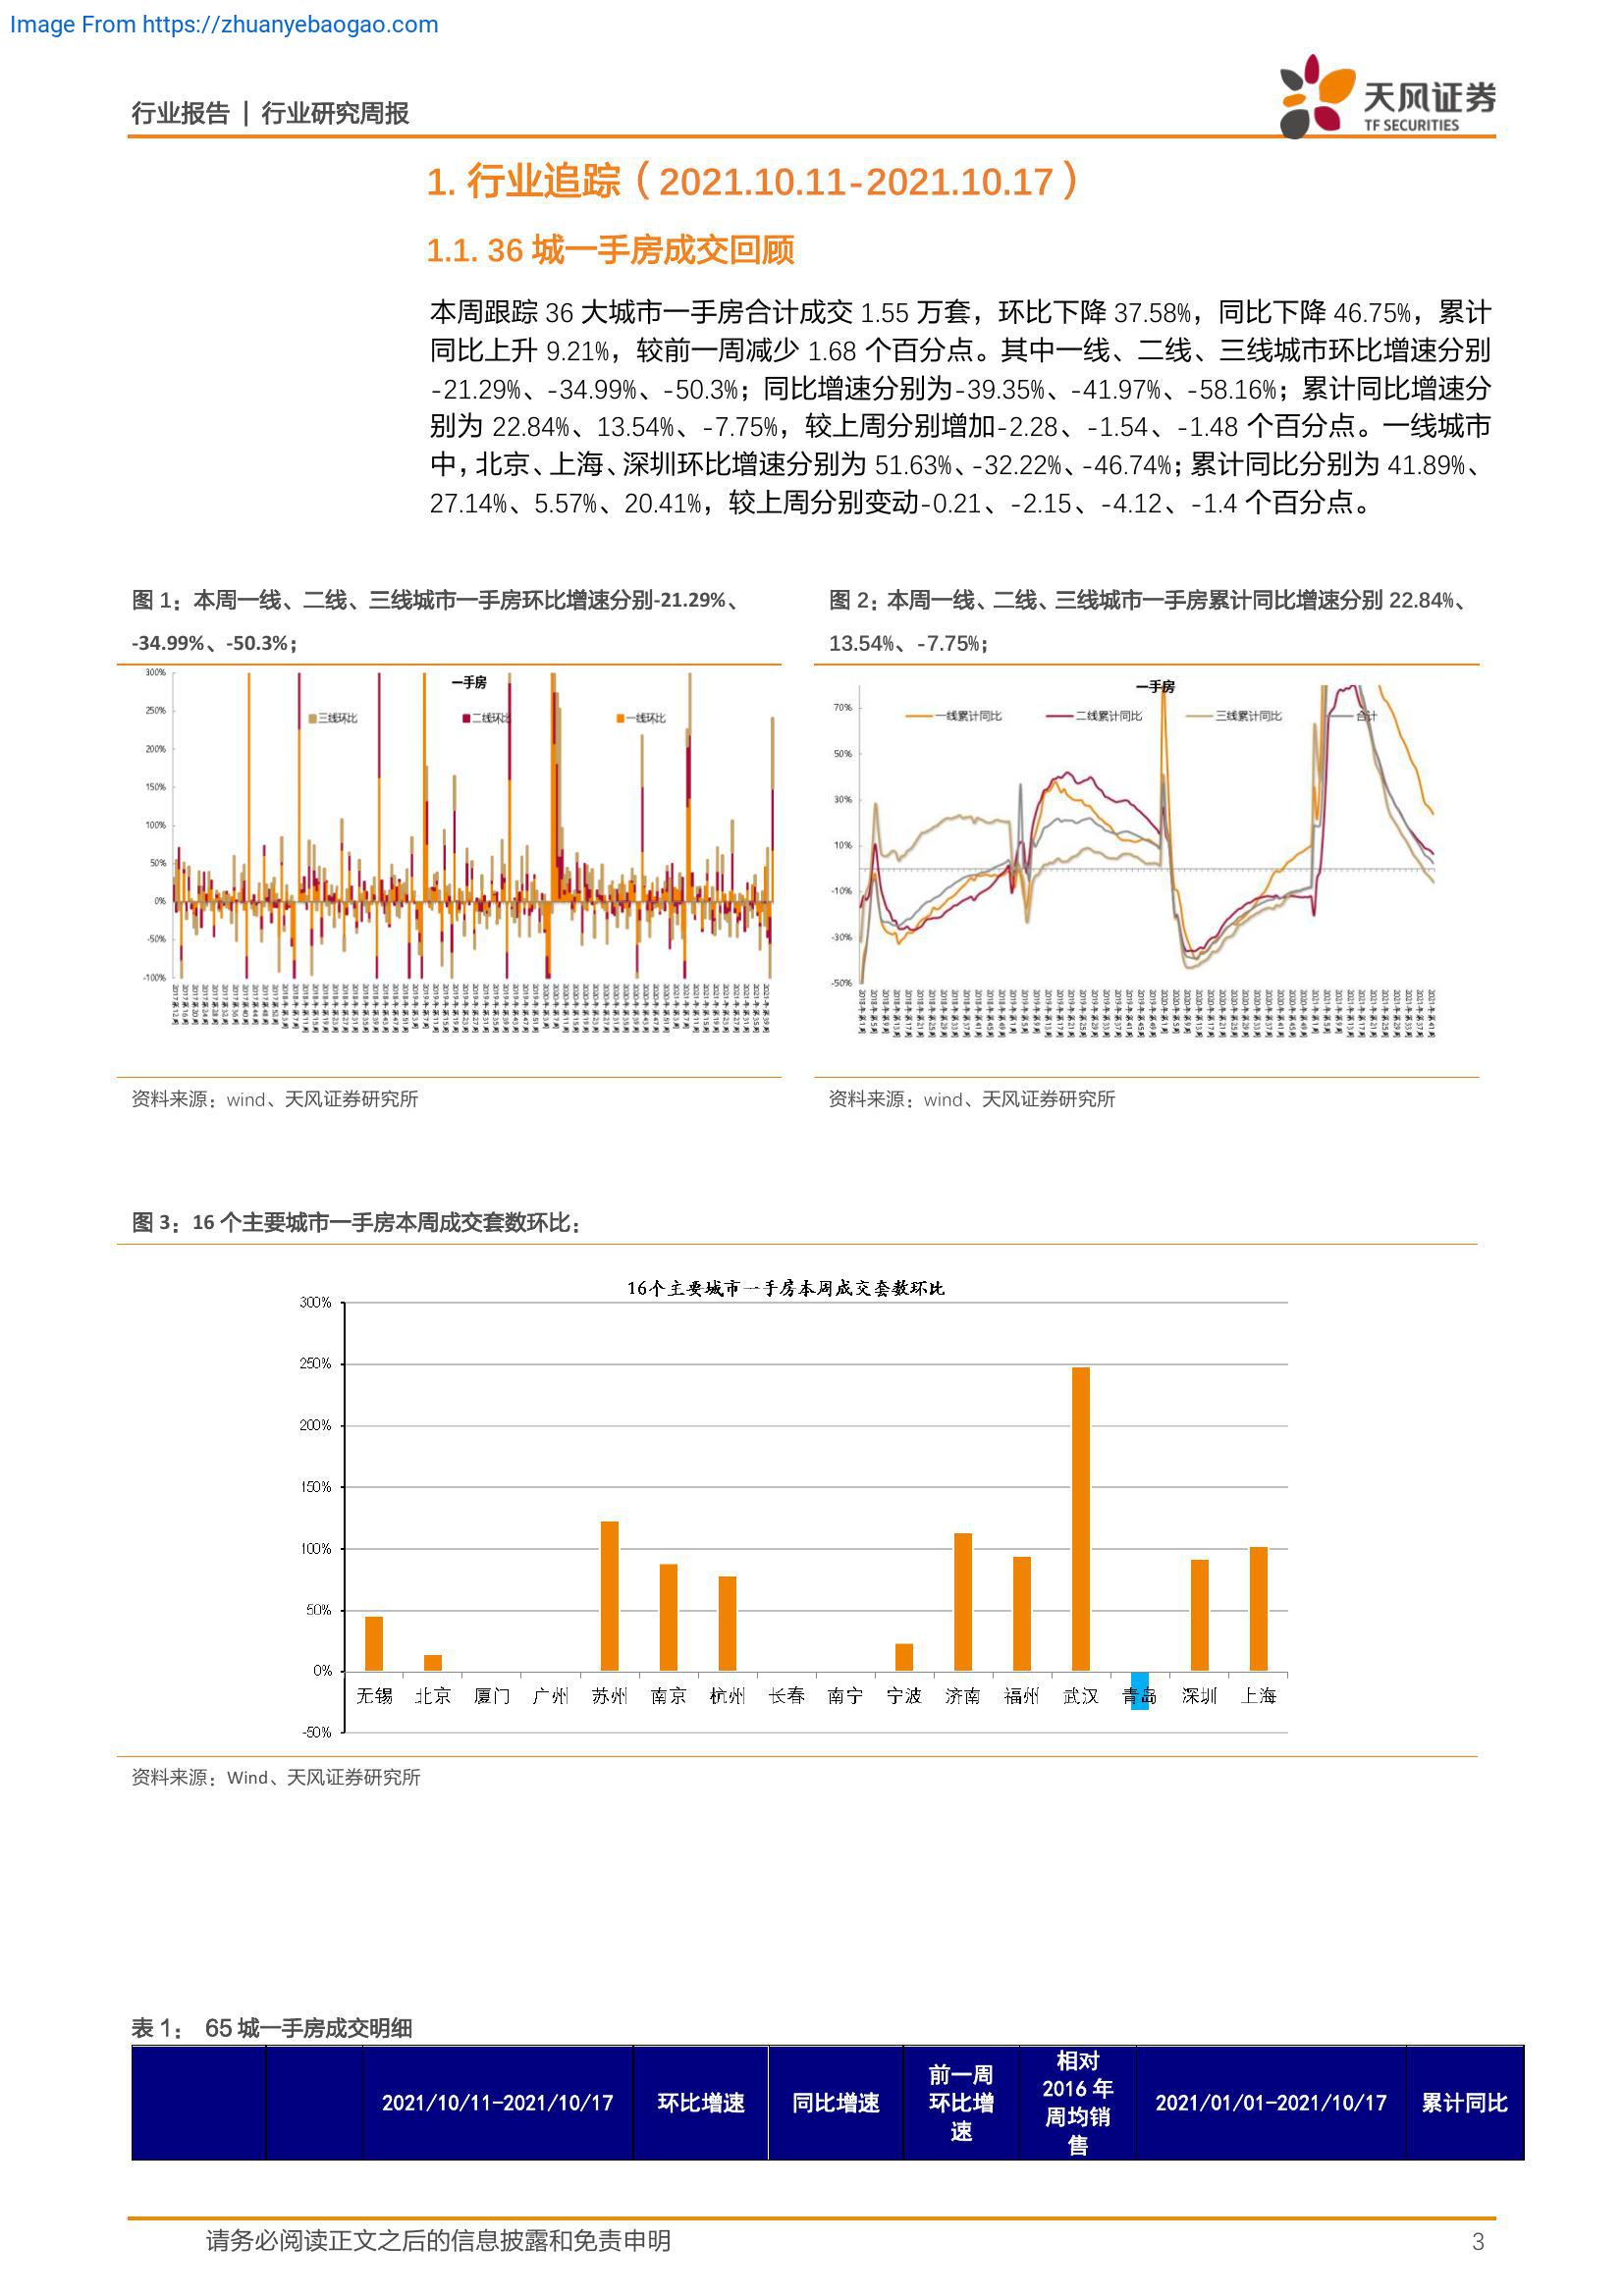 Image From https://zhuanyebaogao.com
行业报告 | 行业研究周报
天风证券
TF SECURITIES
1. 行业追踪（2021.10.11-2021.10.17）
1.1. 36 城一手房成交回顾
本周跟踪 36 大城市一手房合计成交 1.55 万套，环比下降 37.58%，同比下降 46.75%，累计
同比上升 9.21%，较前一周减少 1.68 个百分点。其中一线、二线、三线城市环比增速分别
-21.29%、-34.99%、-50.3%；同比增速分别为-39.35%、-41.97%、-58.16%；累计同比增速分
别为 22.84%、13.54%、-7.75%，较上周分别增加-2.28、-1.54、-1.48 个百分点。一线城市
中，北京、上海、深圳环比增速分别为 51.63%、-32.22%、-46.74%；累计同比分别为 41.89%、
27.14%、5.57%、20.41%，较上周分别变动-0.21、-2.15、-4.12、-1.4 个百分点。
图 1：本周一线、二线、三线城市一手房环比增速分别-21.29%、
-34.99%、-50.3%；
一手房
三线环比 二线环比 一线环比
300%
250%
200%
150%
100%
50%
0%
-50%
-100%
资料来源：wind、天风证券研究所
图 2：本周一线、二线、三线城市一手房累计同比增速分别 22.84%、
13.54%、-7.75%；
一手房
一线累计同比 二线累计同比 三线累计同比 合计
70%
50%
30%
10%
-10%
-30%
-50%
资料来源：wind、天风证券研究所
图 3：16 个主要城市一手房本周成交套数环比；
16个主要城市一手房本周成交套数环比
300%
250%
200%
150%
100%
50%
0%
-50%
无锡 北京 厦门 广州 苏州 南京 杭州 长春 南宁 宁波 济南 福州 武汉 青岛 深圳 上海
资料来源：Wind、天风证券研究所
表 1： 65 城一手房成交明细
2021/10/11-2021/10/17
环比增速
同比增速
前一周
环比增
速
相对
2016 年
周均销
售
2021/01/01-2021/10/17
累计同比
请务必阅读正文之后的信息披露和免责申明
3